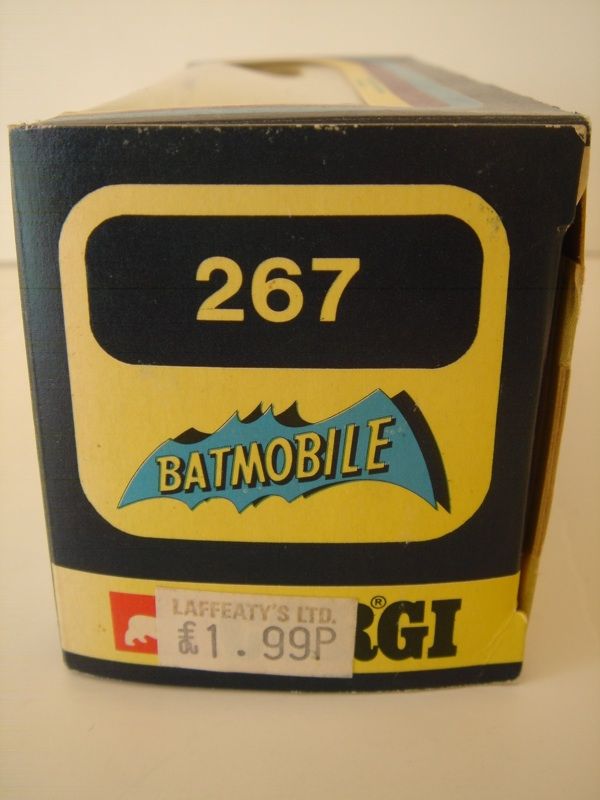 267
BATMOBILE
LAFFEATY'S LTD.
£1.99P
RGI®